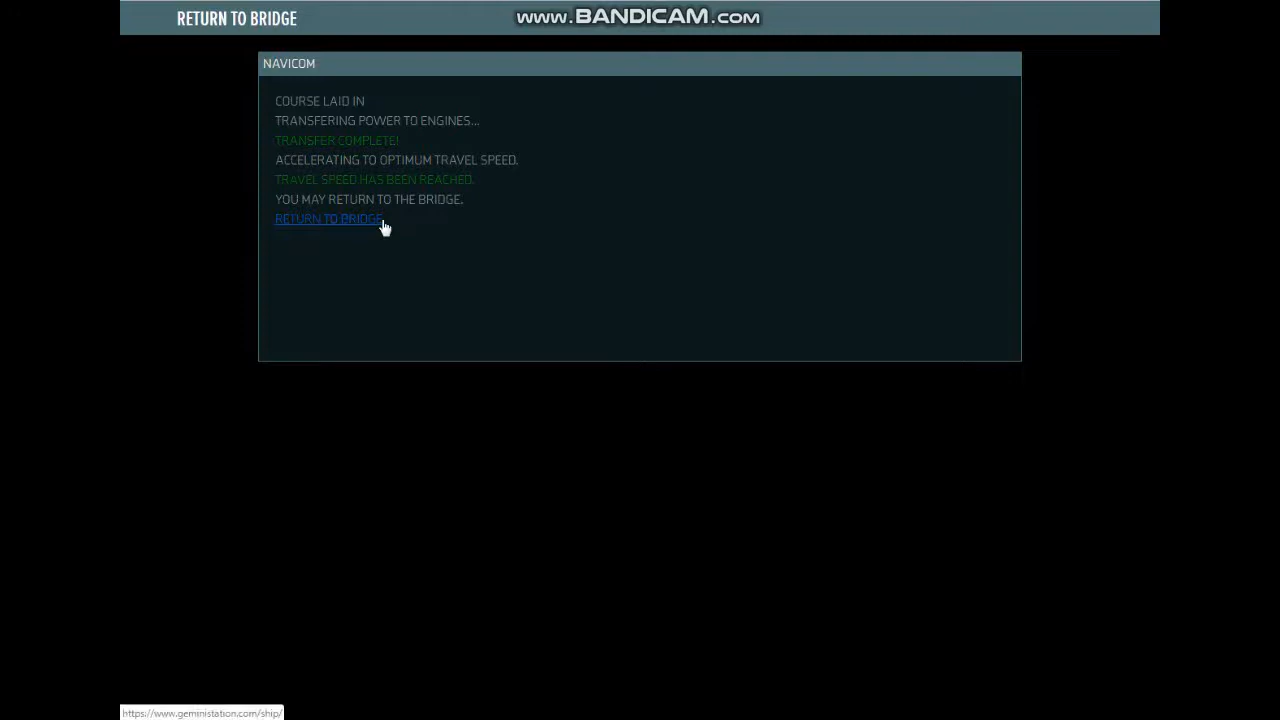 RETURN TO BRIDGE
www.BANDICAM.com
NAVICOM
COURSE LAID IN
TRANSFERING POWER TO ENGINES...
TRANSFER COMPLETE!
ACCELERATING TO OPTIMUM TRAVEL SPEED.
TRAVEL SPEED HAS BEEN REACHED.
YOU MAY RETURN TO THE BRIDGE.
RETURN TO BRIDGE
https://www.geministation.com/ship/